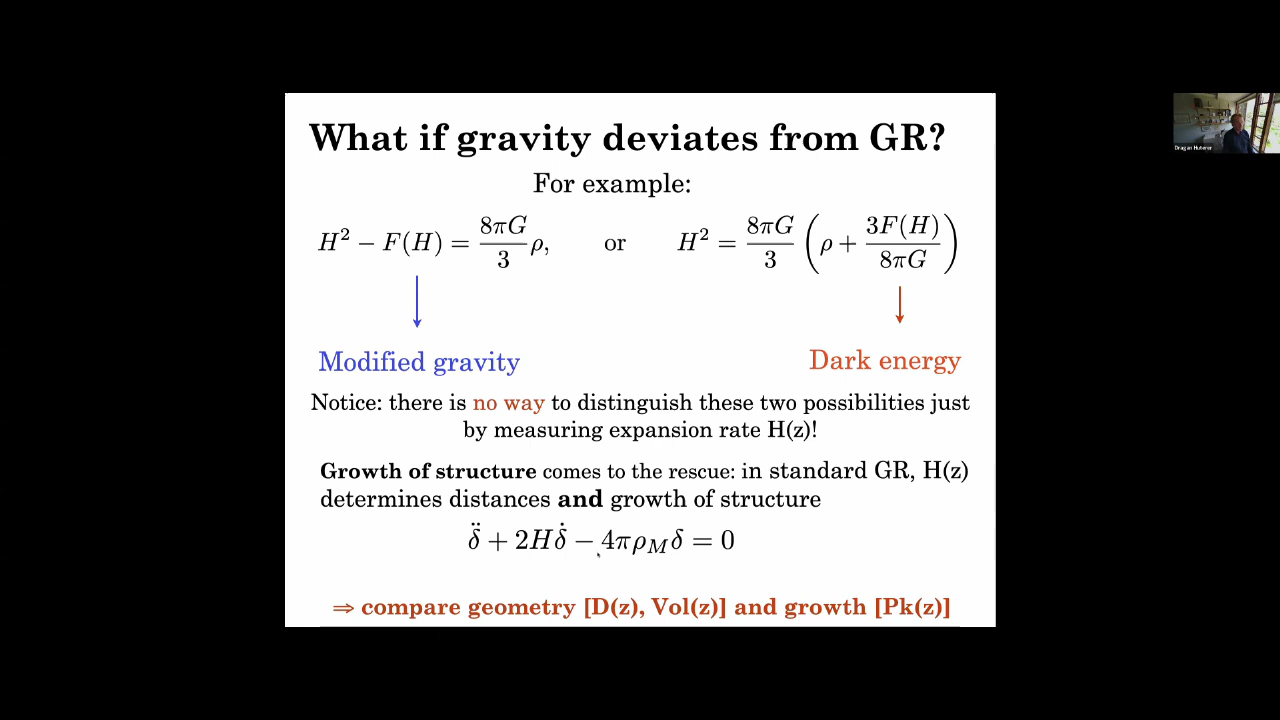 What if gravity deviates from GR?
For example:
H² − F(H) = 8πG/3 ρ, or H² = 8πG/3 (ρ + 3F(H)/8πG)
Modified gravity Dark energy
Notice: there is no way to distinguish these two possibilities just
by measuring expansion rate H(z)!
Growth of structure comes to the rescue: in standard GR, H(z)
determines distances and growth of structure
δ̈ + 2Hδ̇ − 4πρ_Mδ = 0
⇒ compare geometry [D(z), Vol(z)] and growth [Pk(z)]
Dragan Huterer